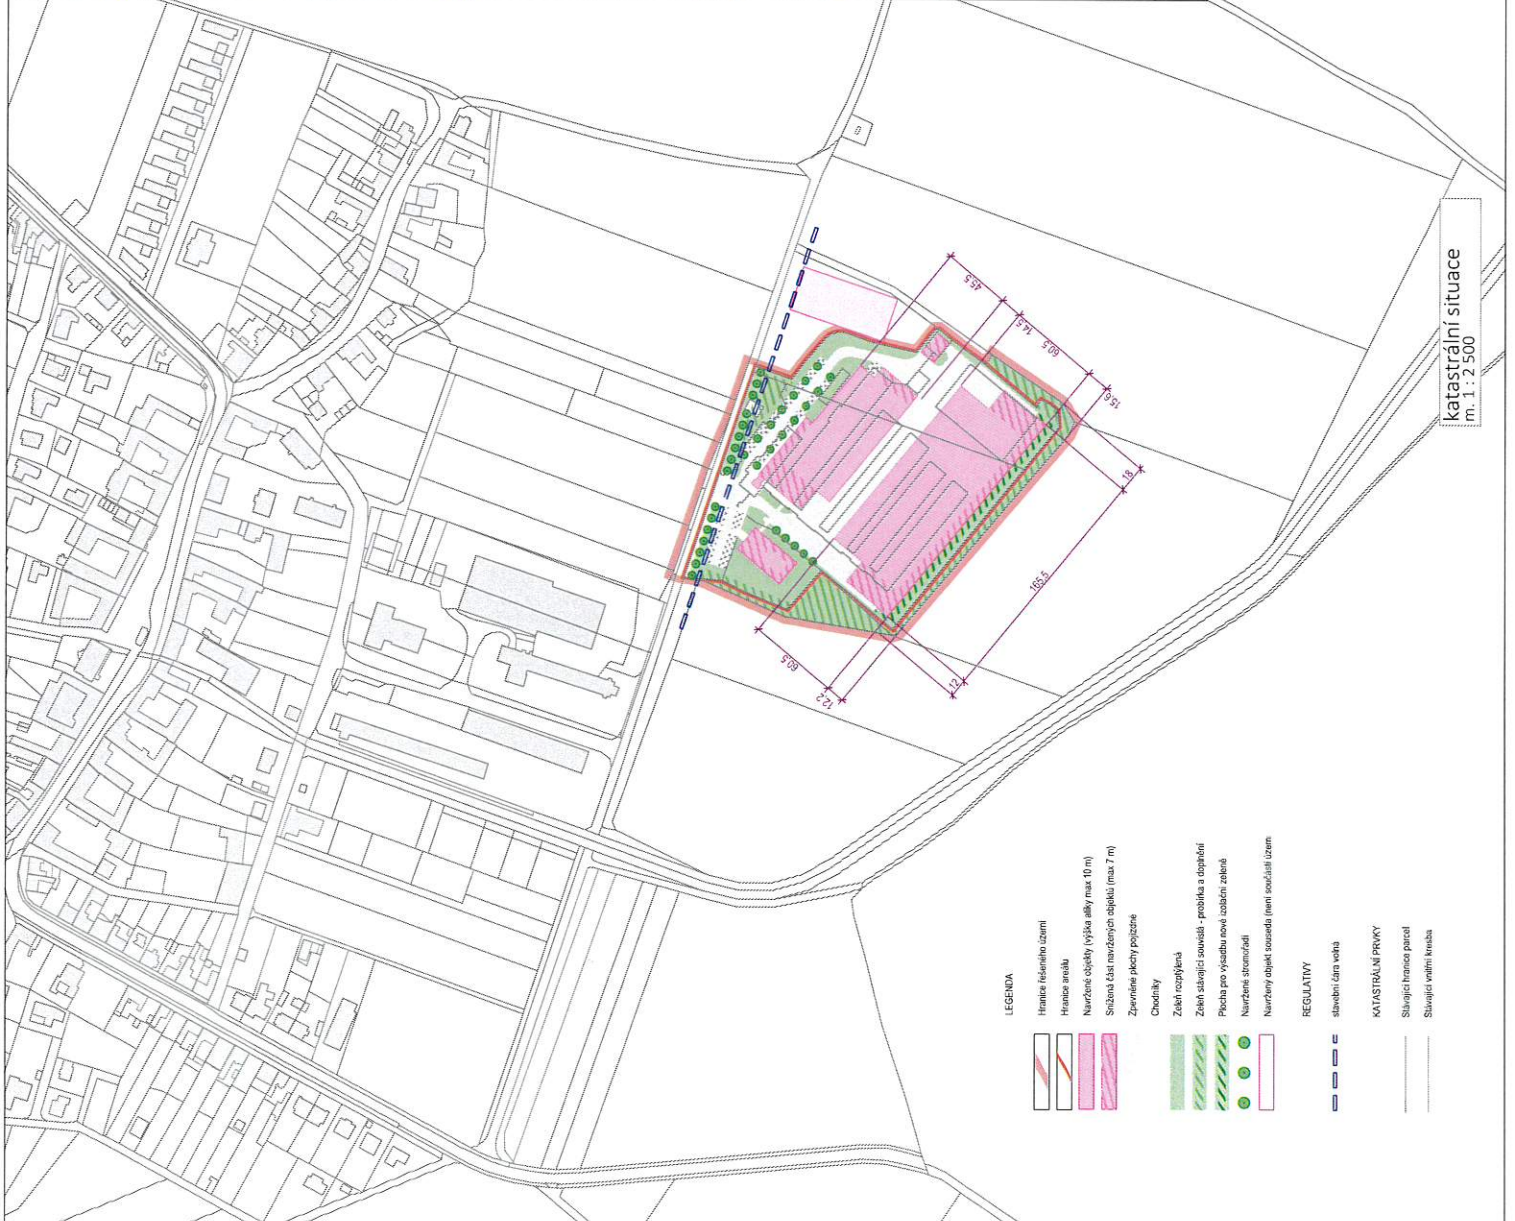 katastrální situace
m. 1 : 2 500
LEGENDA
Hranice řešeného území
Hranice areálu
Navržené objekty (výška atiky max 10 m)
Snížená část navržených objektů (max 7 m)
Zpevněné plochy pojízdné
Chodníky
Zeleň rozptýlená
Zeleň stávající souvislá - probírka a doplnění
Plocha pro výsadbu nové izolační zeleně
Navržené stromořadí
Navržený objekt souseda (není součástí území
REGULATIVY
stavební čára volná
KATASTRÁLNÍ PRVKY
Stávající hranice parcel
Stávající vnitřní kresba
45.5
14.5
60.5
15.6
18
165.5
12
12.2
60.5